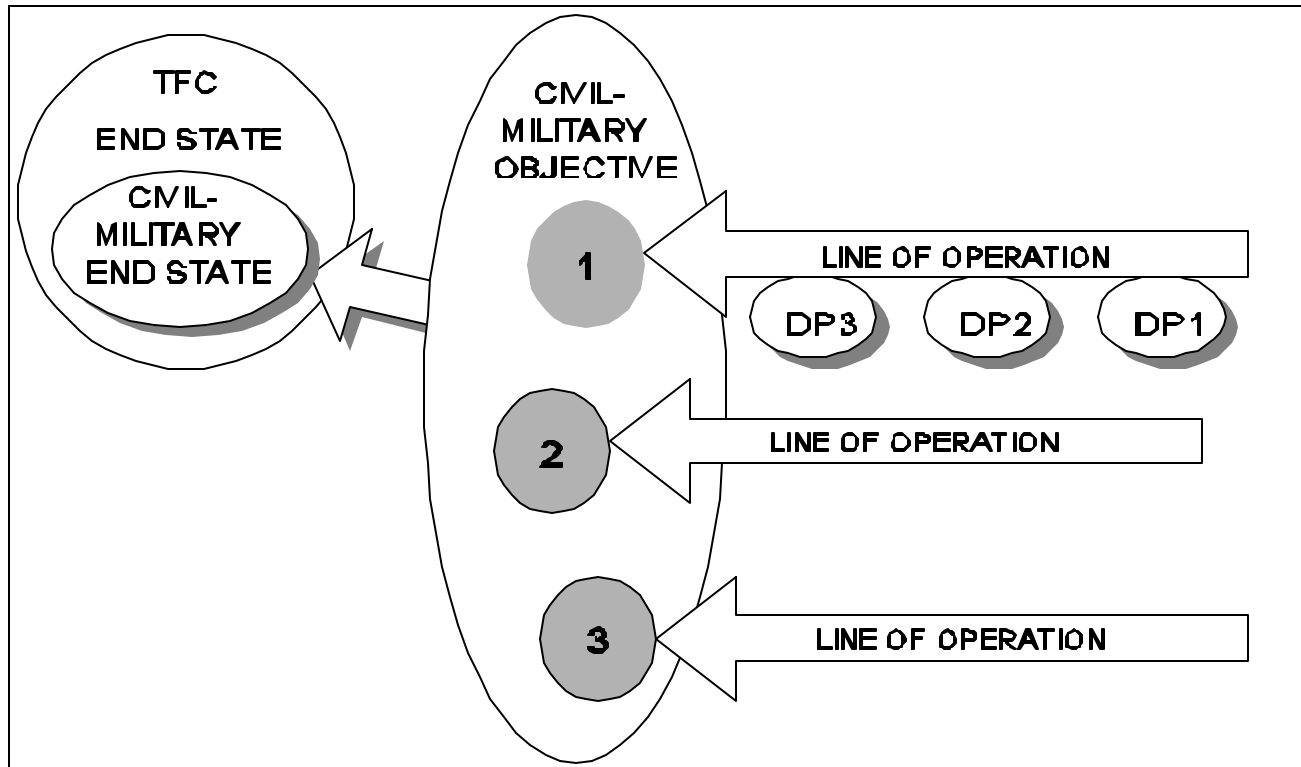 TFC
END STATE
CIVIL-
MILITARY
END STATE
CIVIL-
MILITARY
OBJECTIVE
1
LINE OF OPERATION
DP3
DP2
DP1
2
LINE OF OPERATION
3
LINE OF OPERATION